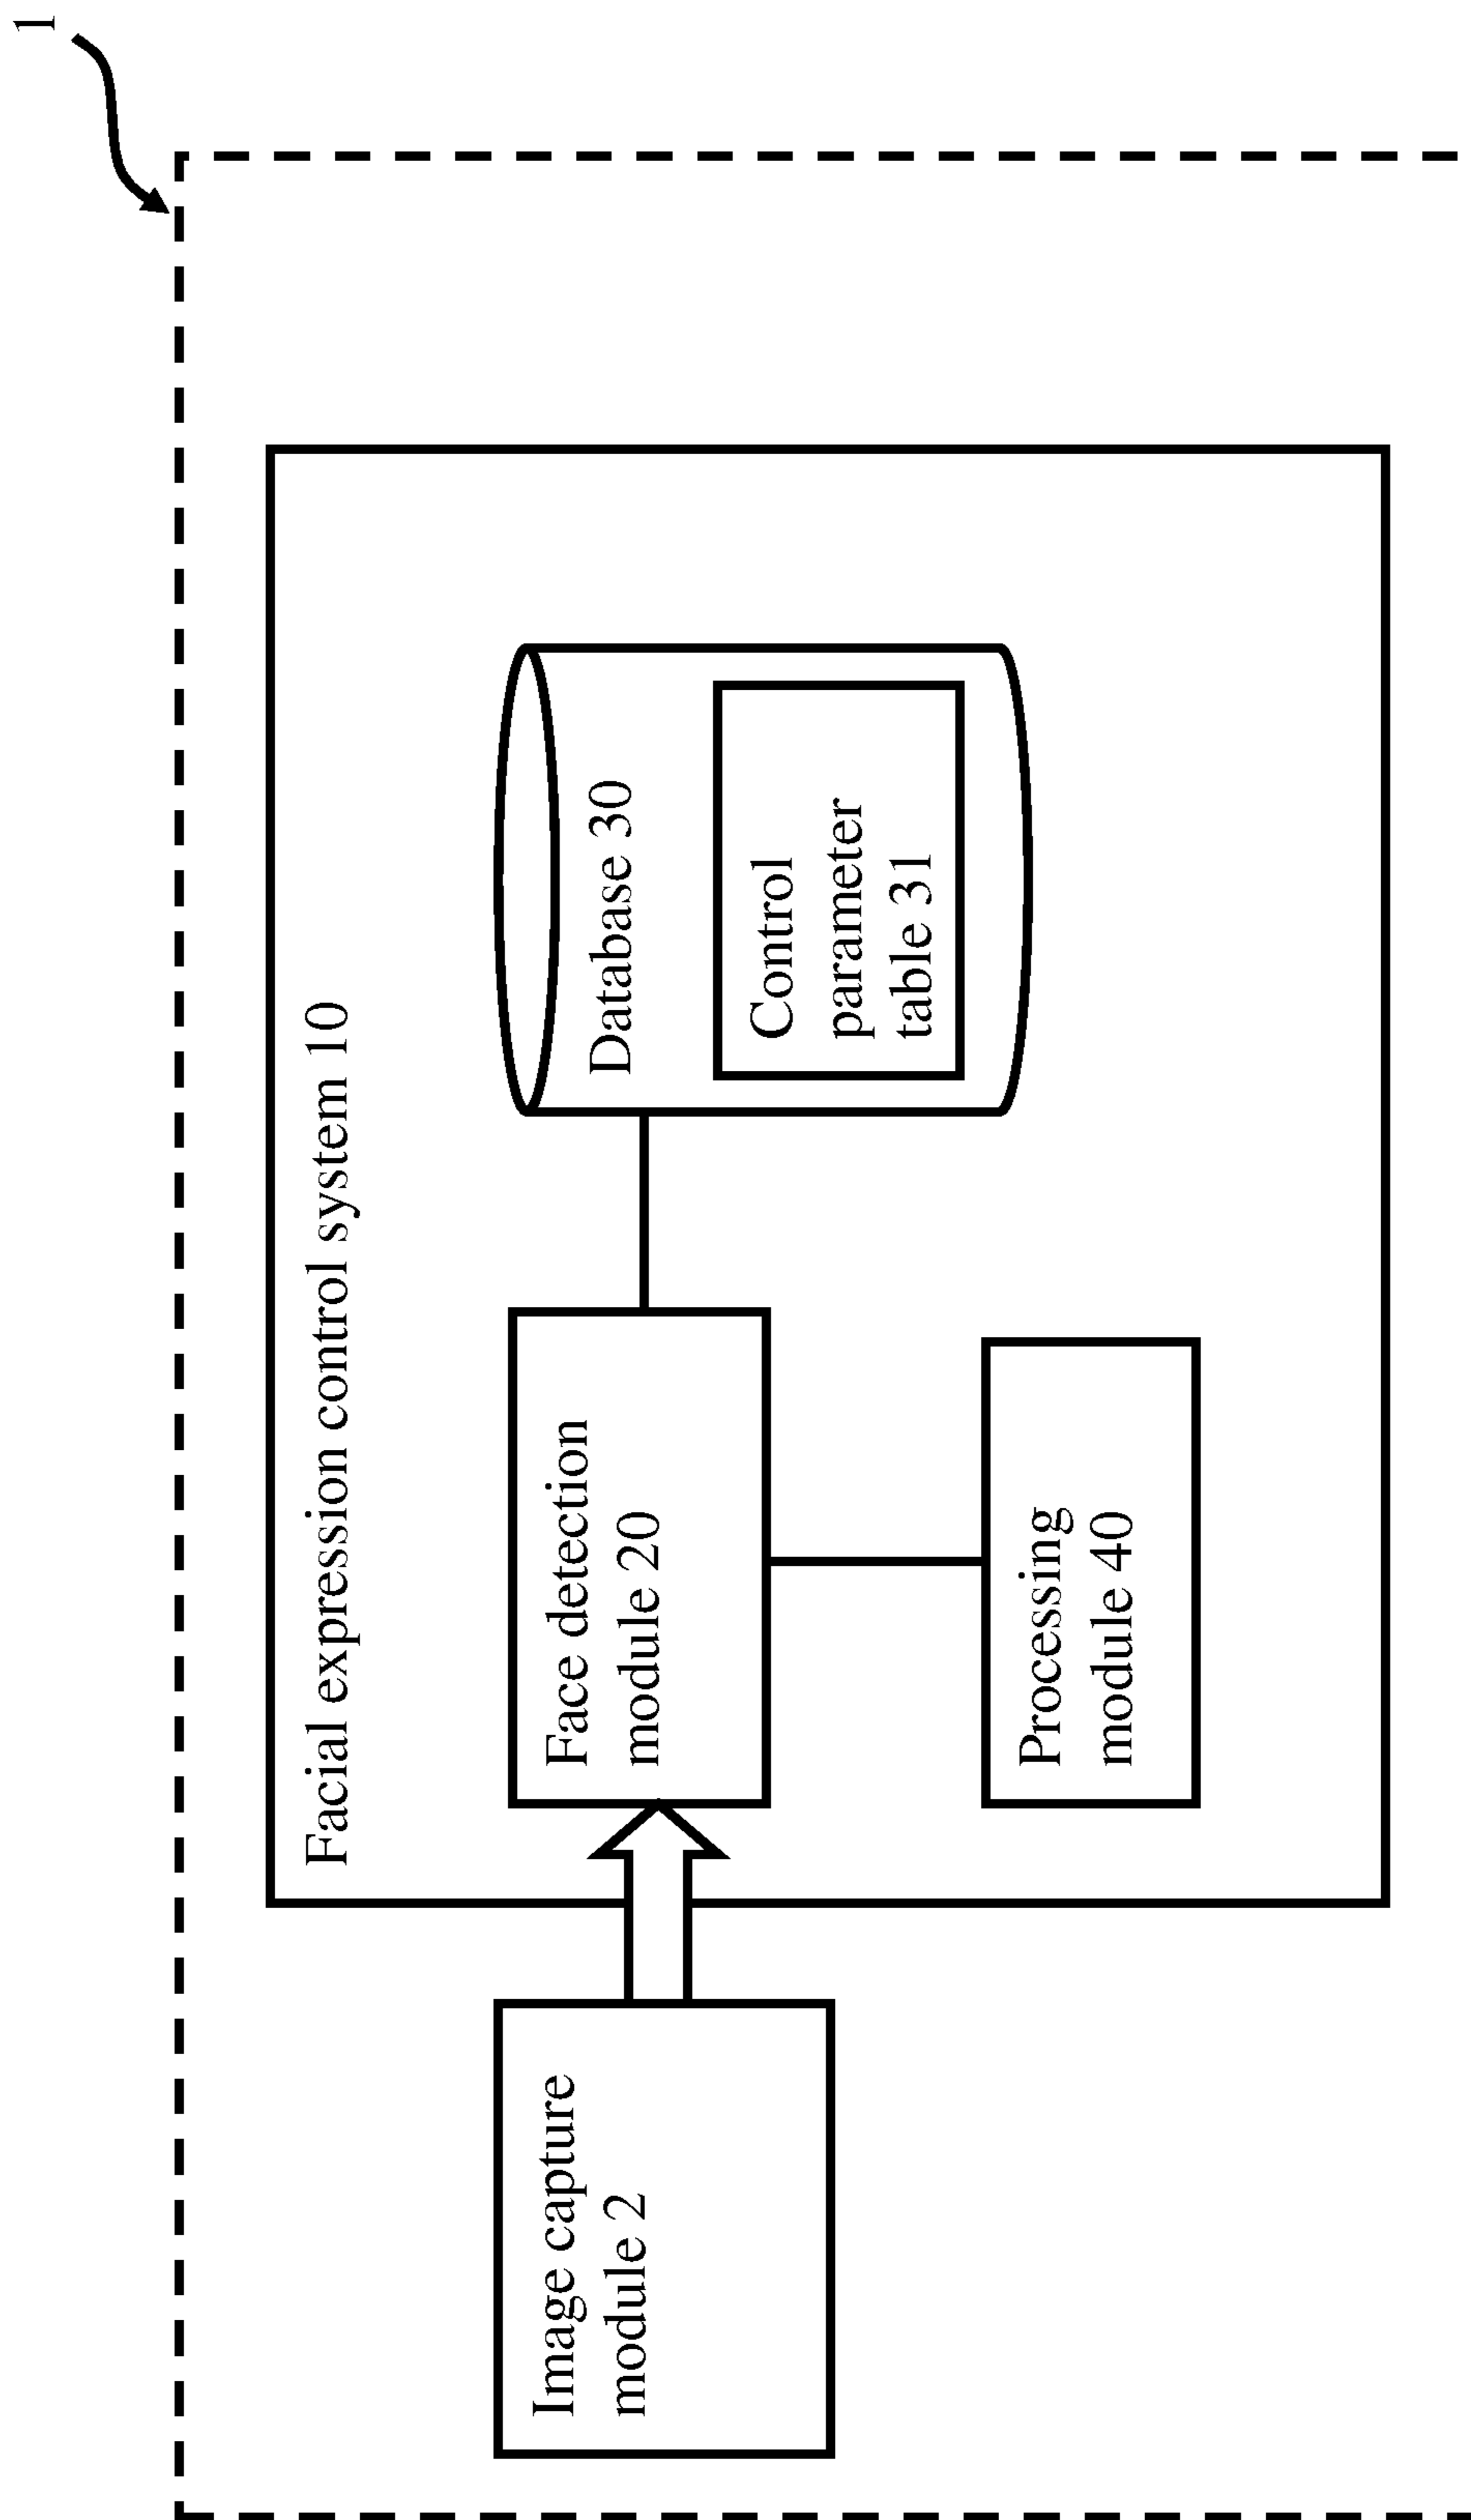 1
Facial expression control system 10
Image capture
module 2
Face detection
module 20
Database 30
Control
parameter
table 31
Processing
module 40